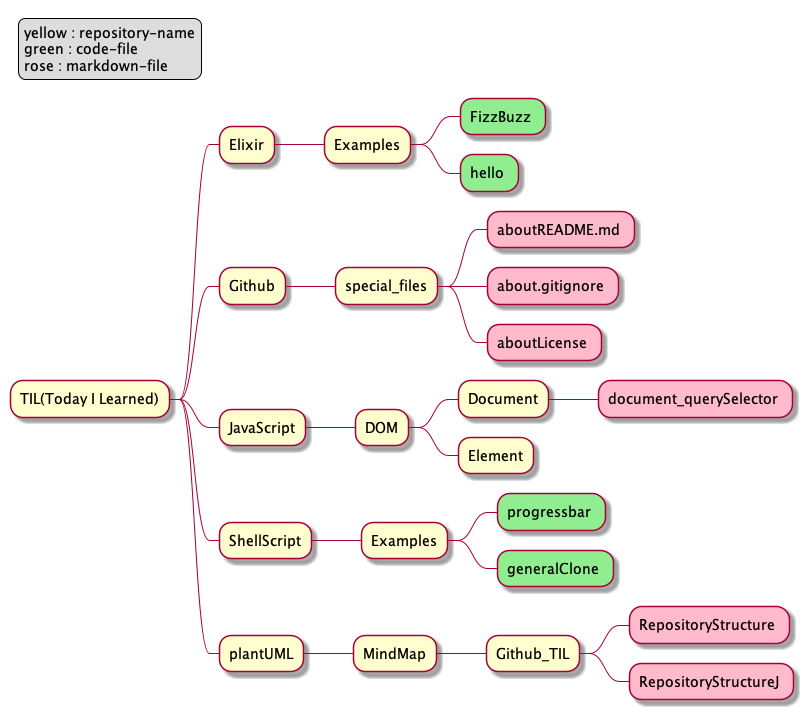 yellow : repository-name
green : code-file
rose : markdown-file
TIL(Today I Learned)
Elixir
Examples
FizzBuzz
hello
Github
special_files
aboutREADME.md
about.gitignore
aboutLicense
JavaScript
DOM
Document
document_querySelector
Element
ShellScript
Examples
progressbar
generalClone
plantUML
MindMap
Github_TIL
RepositoryStructure
RepositoryStructureJ